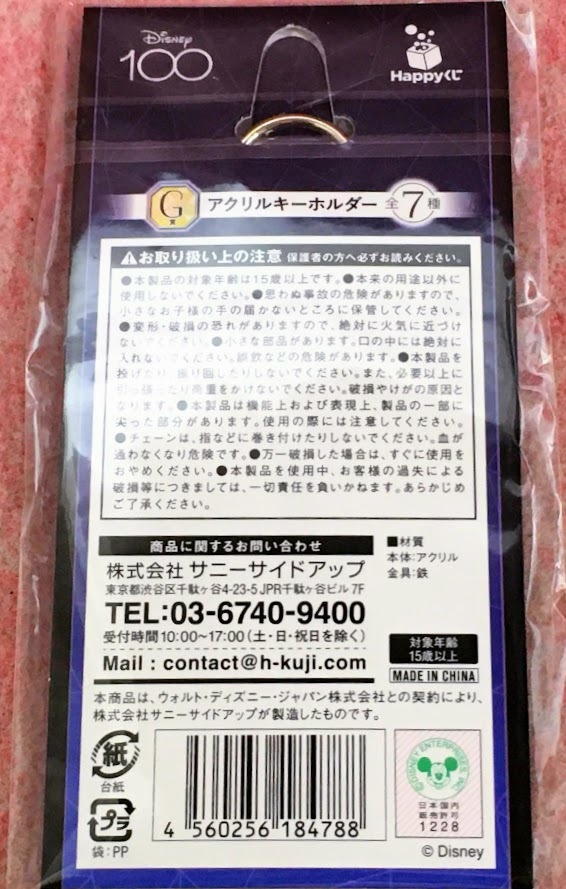 Disney
100
Happyくじ
G賞 アクリルキーホルダー 全7種
お取り扱い上の注意 保護者の方へ必ずお読みください。
●本製品の対象年齢は15歳以上です。●本来の用途以外に
使用しないでください。●思わぬ事故の危険がありますので、
小さなお子様の手の届かないところに保管してください。
●変形・破損の恐れがありますので、絶対に火気に近づけ
ないでください。●小さな部品があります。口の中には絶対に
入れないでください。誤飲などの危険があります。●本製品を
投げたり、振り回したりしないでください。また、必要以上に
引っ張ったり荷重をかけないでください。破損やけがの原因と
なります。●本製品は機能上および表現上、製品の一部に
尖った部分があります。使用の際には注意してください。
●チェーンは、指などに巻き付けたりしないでください。血が
通わなくなり危険です。●万一破損した場合は、すぐに使用を
おやめください。●本製品を使用中、お客様の過失による
破損等につきましては、一切責任を負いかねます。あらかじめ
ご了承ください。
商品に関するお問い合わせ
株式会社 サニーサイドアップ
東京都渋谷区千駄ヶ谷4-23-5 JPR千駄ヶ谷ビル 7F
TEL:03-6740-9400
受付時間10:00~17:00(土・日・祝日を除く)
Mail : contact@h-kuji.com
■材質
本体:アクリル
金具:鉄
対象年齢
15歳以上
MADE IN CHINA
本商品は、ウォルト・ディズニー・ジャパン株式会社との契約により、
株式会社サニーサイドアップが製造したものです。
紙
台紙
プラ
袋:PP
4 560256 184788
©DISNEY ENTERPRISES INC.
日本国内
販売許可
1228
© Disney